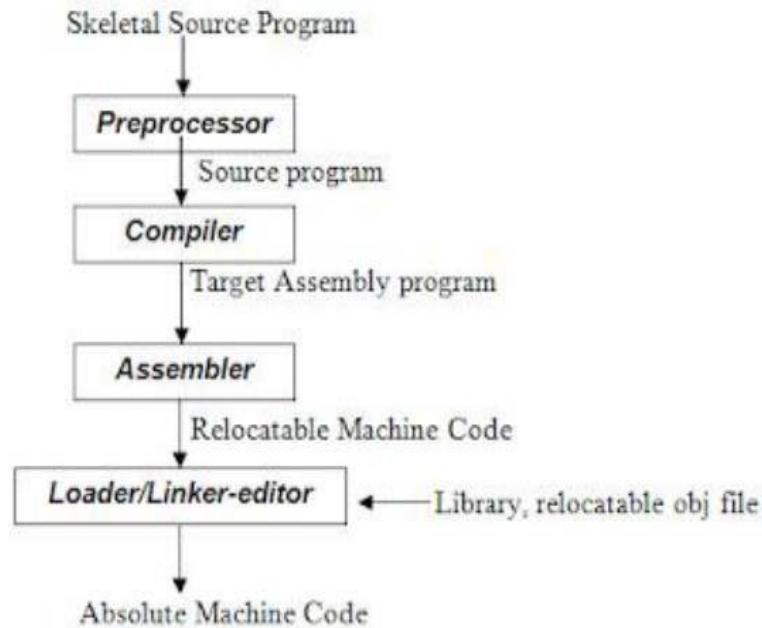 Skeletal Source Program
Preprocessor
Source program
Compiler
Target Assembly program
Assembler
Relocatable Machine Code
Loader/Linker-editor
Library, relocatable obj file
Absolute Machine Code